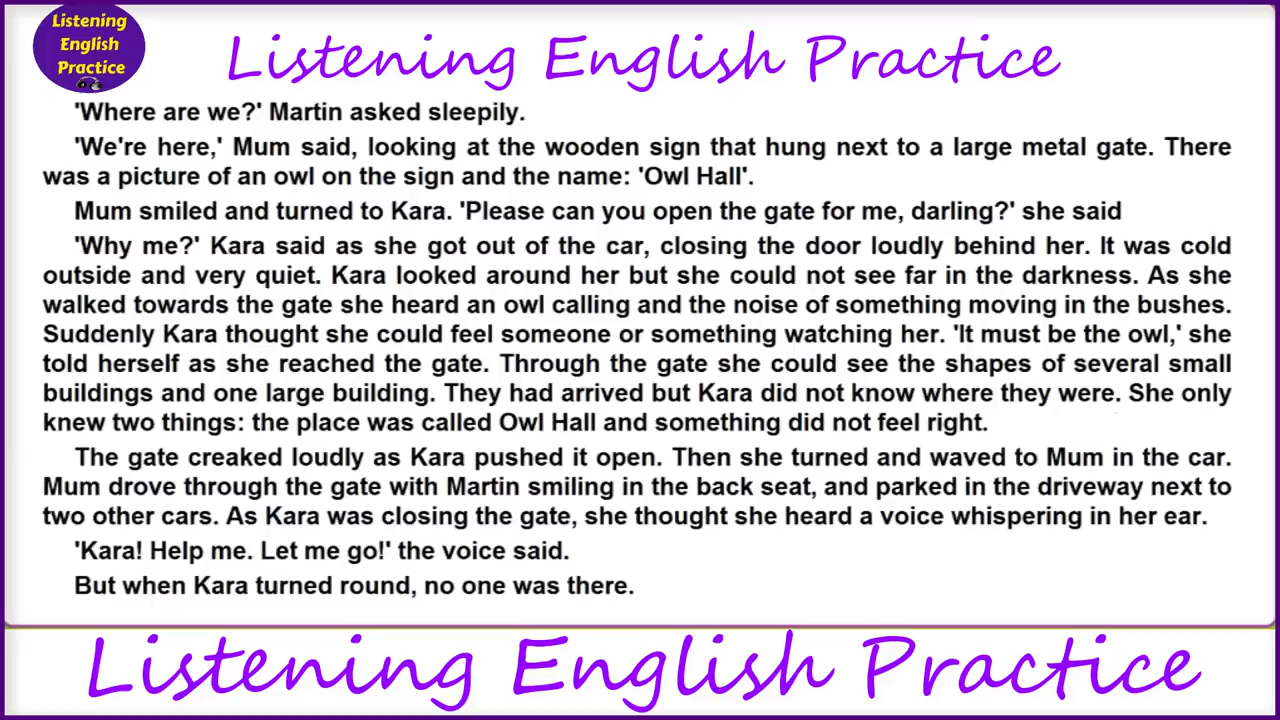 Listening
English
Practice
Listening English Practice
'Where are we?' Martin asked sleepily.
'We're here,' Mum said, looking at the wooden sign that hung next to a large metal gate. There
was a picture of an owl on the sign and the name: 'Owl Hall'.
Mum smiled and turned to Kara. 'Please can you open the gate for me, darling?' she said
'Why me?' Kara said as she got out of the car, closing the door loudly behind her. It was cold
outside and very quiet. Kara looked around her but she could not see far in the darkness. As she
walked towards the gate she heard an owl calling and the noise of something moving in the bushes.
Suddenly Kara thought she could feel someone or something watching her. 'It must be the owl,' she
told herself as she reached the gate. Through the gate she could see the shapes of several small
buildings and one large building. They had arrived but Kara did not know where they were. She only
knew two things: the place was called Owl Hall and something did not feel right.
The gate creaked loudly as Kara pushed it open. Then she turned and waved to Mum in the car.
Mum drove through the gate with Martin smiling in the back seat, and parked in the driveway next to
two other cars. As Kara was closing the gate, she thought she heard a voice whispering in her ear.
'Kara! Help me. Let me go!' the voice said.
But when Kara turned round, no one was there.
Listening English Practice